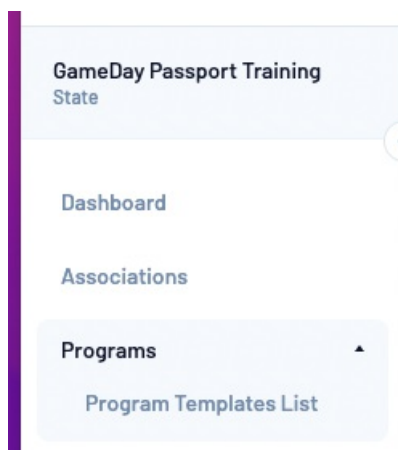 GameDay Passport Training
State
Dashboard
Associations
Programs
Program Templates List